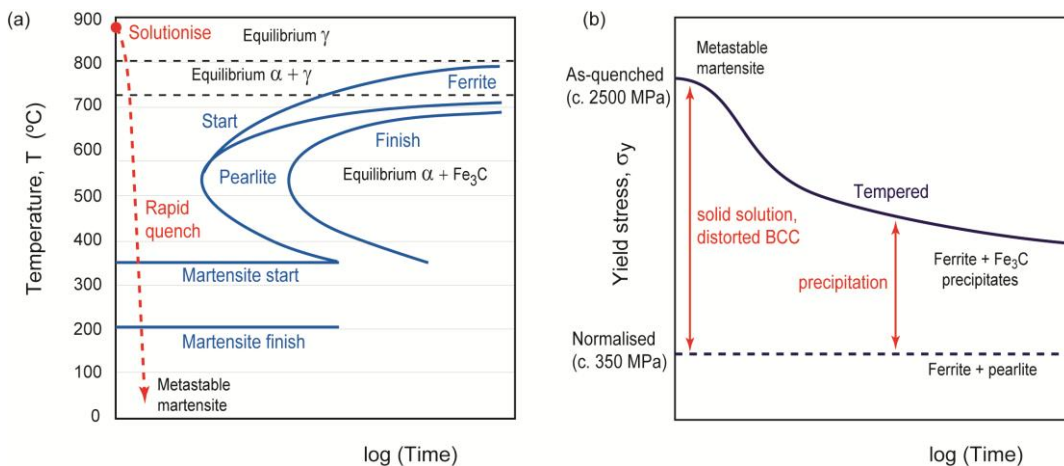 (a)
900
800
700
600
500
400
300
200
100
0
Temperature, T (ºC)
Solutionise
Equilibrium γ
Equilibrium α + γ
Ferrite
Start
Finish
Pearlite
Equilibrium α + Fe₃C
Rapid
quench
Martensite start
Martensite finish
Metastable
martensite
log (Time)
(b)
Metastable
martensite
As-quenched
(c. 2500 MPa)
Yield stress, σy
Tempered
solid solution,
distorted BCC
Ferrite + Fe₃C
precipitates
precipitation
Normalised
(c. 350 MPa)
Ferrite + pearlite
log (Time)